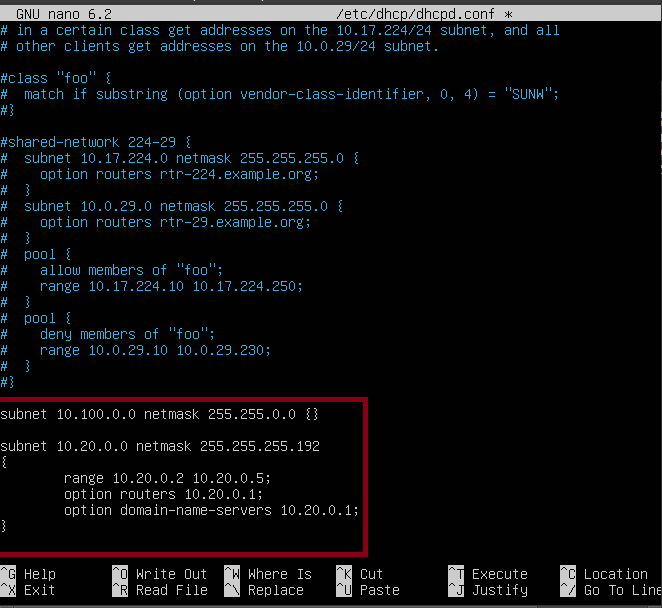 GNU nano 6.2 /etc/dhcp/dhcpd.conf *
# in a certain class get addresses on the 10.17.224/24 subnet, and all
# other clients get addresses on the 10.0.29/24 subnet.
#class "foo" {
#  match if substring (option vendor-class-identifier, 0, 4) = "SUNW";
#}
#shared-network 224-29 {
#  subnet 10.17.224.0 netmask 255.255.255.0 {
#    option routers rtr-224.example.org;
#  }
#  subnet 10.0.29.0 netmask 255.255.255.0 {
#    option routers rtr-29.example.org;
#  }
#  pool {
#    allow members of "foo";
#    range 10.17.224.10 10.17.224.250;
#  }
#  pool {
#    deny members of "foo";
#    range 10.0.29.10 10.0.29.230;
#  }
#}
subnet 10.100.0.0 netmask 255.255.0.0 {}
subnet 10.20.0.0 netmask 255.255.255.192
{
        range 10.20.0.2 10.20.0.5;
        option routers 10.20.0.1;
        option domain-name-servers 10.20.0.1;
}
^G Help ^O Write Out ^W Where Is ^K Cut ^T Execute ^C Location
^X Exit ^R Read File ^\ Replace ^U Paste ^J Justify ^/ Go To Line